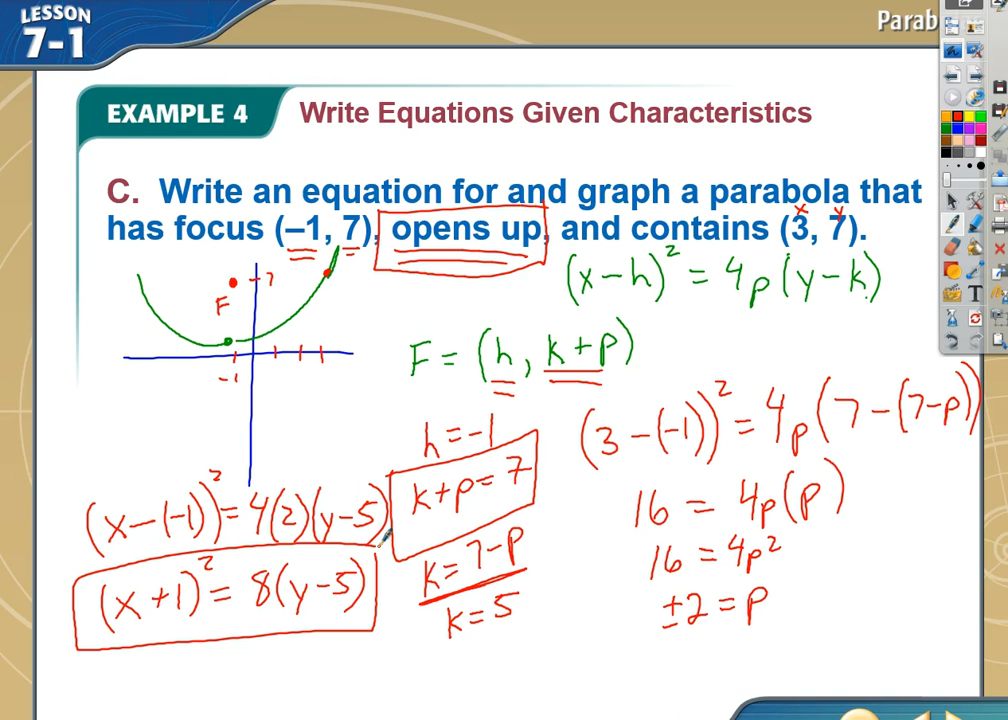 LESSON
7-1
Parab
EXAMPLE 4
Write Equations Given Characteristics
C. Write an equation for and graph a parabola that
has focus (–1, 7), opens up, and contains (3, 7).
x y
(x – h)² = 4p(y – k)
F
7
-1
F = (h, k + p)
h = -1
k + p = 7
k = 7 - p
k = 5
(3 - (-1))² = 4p(7 - (7-p))
16 = 4p(p)
16 = 4p²
±2 = p
(x - (-1))² = 4(2)(y - 5)
(x + 1)² = 8(y - 5)